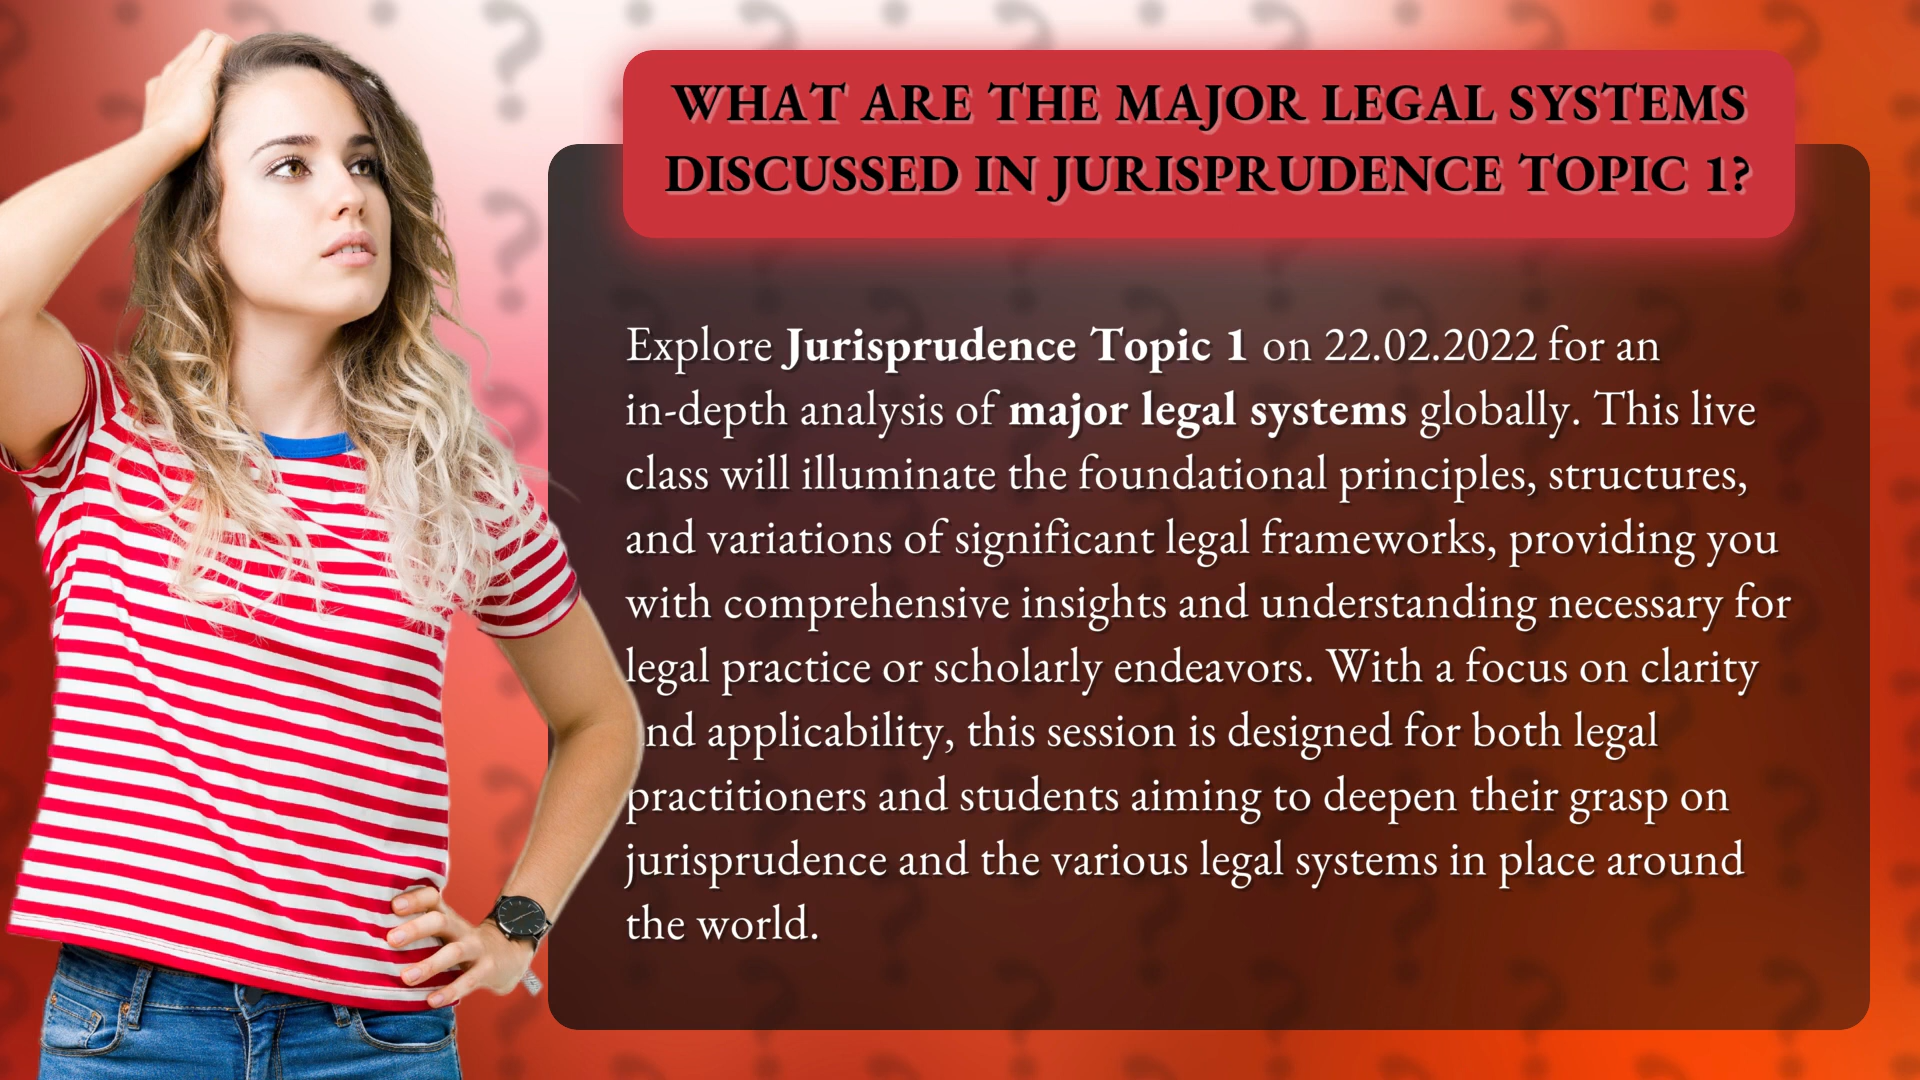 WHAT ARE THE MAJOR LEGAL SYSTEMS
DISCUSSED IN JURISPRUDENCE TOPIC 1?
Explore Jurisprudence Topic 1 on 22.02.2022 for an
in-depth analysis of major legal systems globally. This live
class will illuminate the foundational principles, structures,
and variations of significant legal frameworks, providing you
with comprehensive insights and understanding necessary for
legal practice or scholarly endeavors. With a focus on clarity
and applicability, this session is designed for both legal
practitioners and students aiming to deepen their grasp on
jurisprudence and the various legal systems in place around
the world.